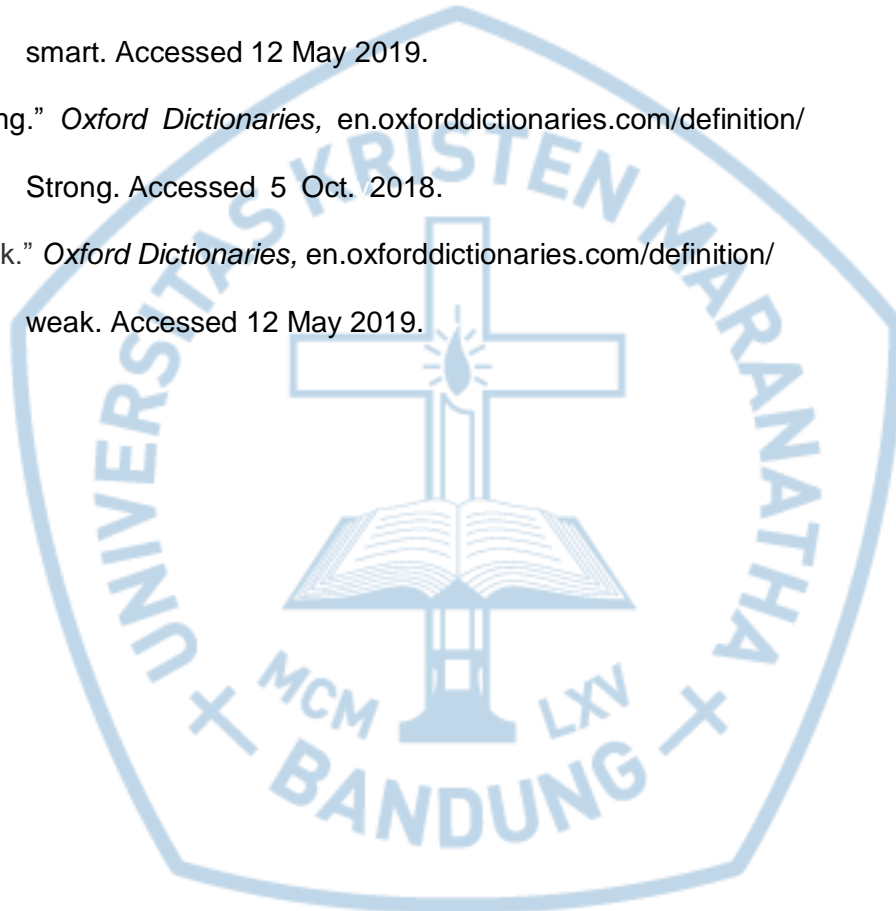 smart. Accessed 12 May 2019.
ng.” Oxford Dictionaries, en.oxforddictionaries.com/definition/
Strong. Accessed 5 Oct. 2018.
k.” Oxford Dictionaries, en.oxforddictionaries.com/definition/
weak. Accessed 12 May 2019.
UNIVERSITAS KRISTEN MARANATHA
MCM LXV
BANDUNG